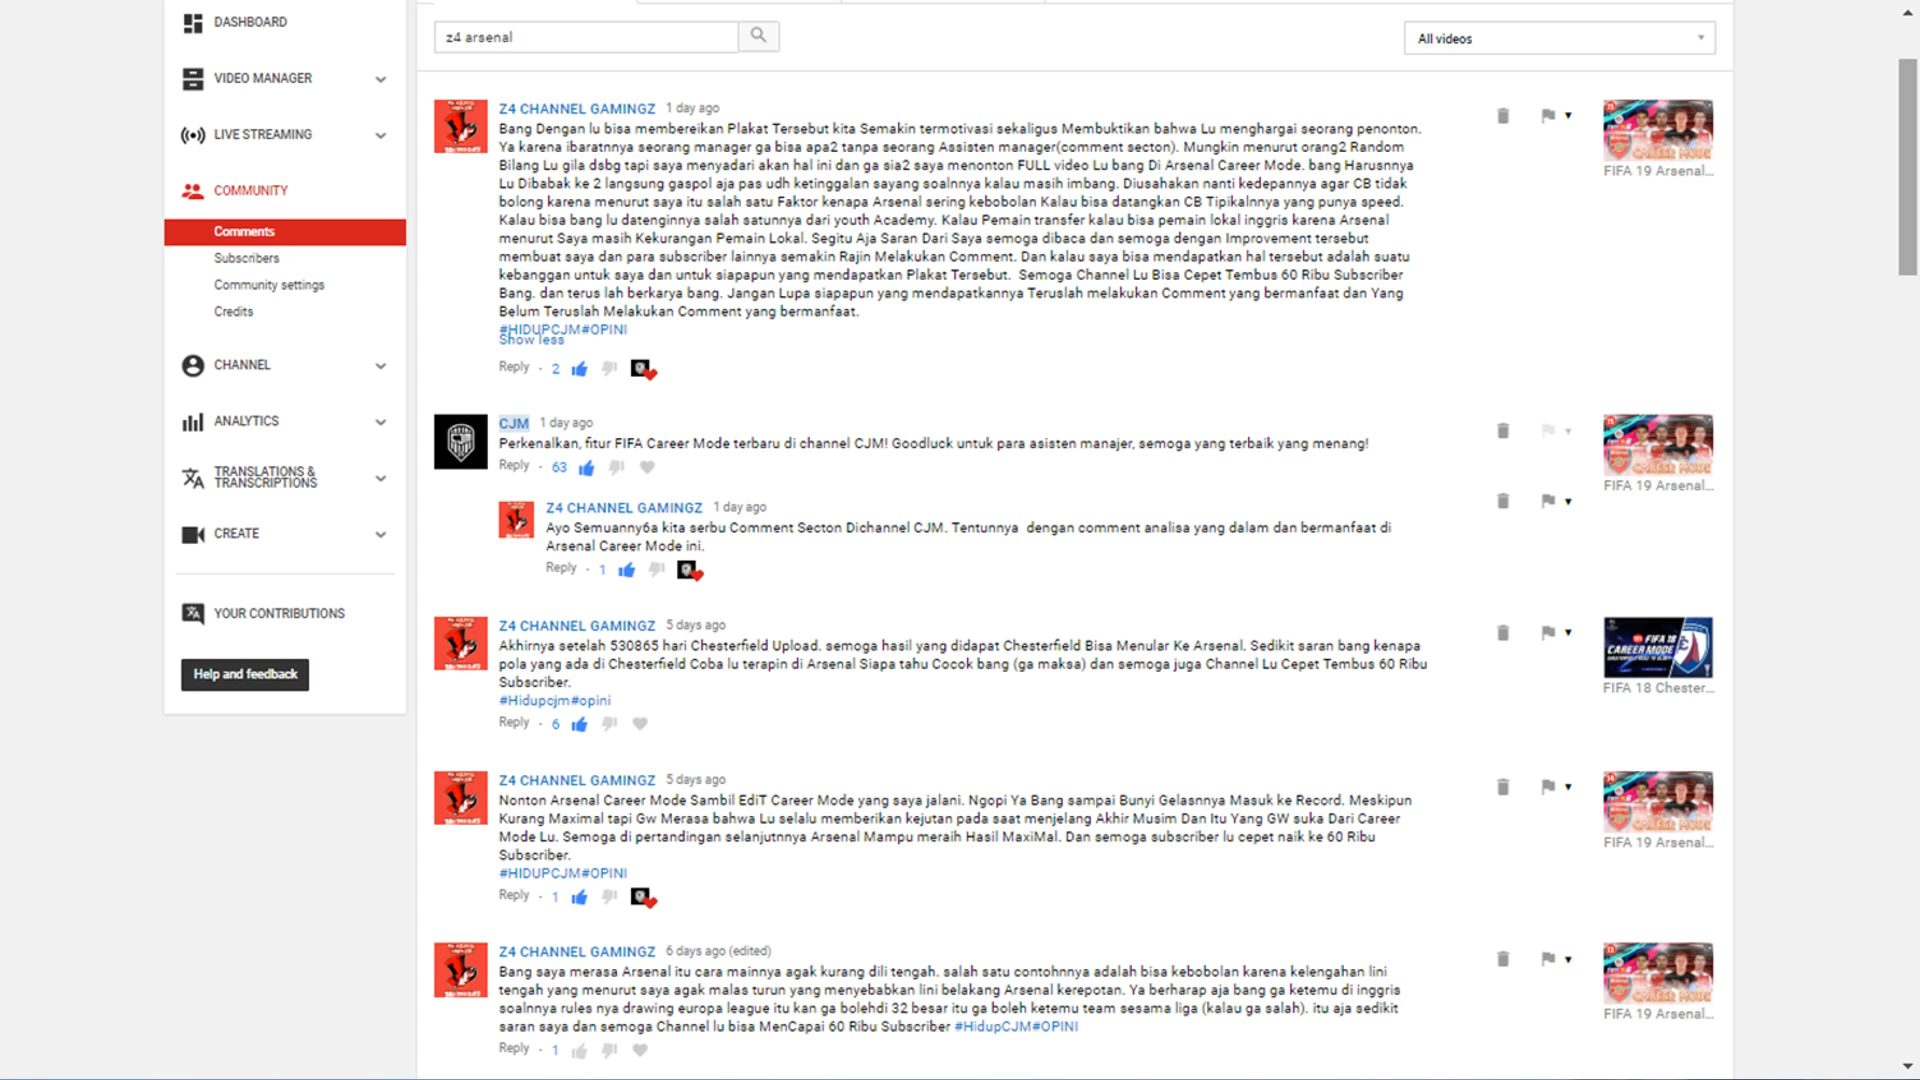 DASHBOARD
VIDEO MANAGER
LIVE STREAMING
COMMUNITY
Comments
Subscribers
Community settings
Credits
CHANNEL
ANALYTICS
TRANSLATIONS &
TRANSCRIPTIONS
CREATE
YOUR CONTRIBUTIONS
Help and feedback
z4 arsenal
All videos
Z4 CHANNEL GAMINGZ 1 day ago
Bang Dengan lu bisa membereikan Plakat Tersebut kita Semakin termotivasi sekaligus Membuktikan bahwa Lu menghargai seorang penonton.
Ya karena ibaratnnya seorang manager ga bisa apa2 tanpa seorang Assisten manager(comment secton). Mungkin menurut orang2 Random
Bilang Lu gila dsbg tapi saya menyadari akan hal ini dan ga sia2 saya menonton FULL video Lu bang Di Arsenal Career Mode. bang Harusnnya
Lu Dibabak ke 2 langsung gaspol aja pas udh ketinggalan sayang soalnnya kalau masih imbang. Diusahakan nanti kedepannya agar CB tidak
bolong karena menurut saya itu salah satu Faktor kenapa Arsenal sering kebobolan Kalau bisa datangkan CB Tipikalnnya yang punya speed.
Kalau bisa bang lu datenginnya salah satunnya dari youth Academy. Kalau Pemain transfer kalau bisa pemain lokal inggris karena Arsenal
menurut Saya masih Kekurangan Pemain Lokal. Segitu Aja Saran Dari Saya semoga dibaca dan semoga dengan Improvement tersebut
membuat saya dan para subscriber lainnya semakin Rajin Melakukan Comment. Dan kalau saya bisa mendapatkan hal tersebut adalah suatu
kebanggan untuk saya dan untuk siapapun yang mendapatkan Plakat Tersebut. Semoga Channel Lu Bisa Cepet Tembus 60 Ribu Subscriber
Bang. dan terus lah berkarya bang. Jangan Lupa siapapun yang mendapatkannya Teruslah melakukan Comment yang bermanfaat dan Yang
Belum Teruslah Melakukan Comment yang bermanfaat.
#HIDUPCJM#OPINI
Show less
Reply · 2
FIFA 19 Arsenal...
CJM 1 day ago
Perkenalkan, fitur FIFA Career Mode terbaru di channel CJM! Goodluck untuk para asisten manajer, semoga yang terbaik yang menang!
Reply · 63
FIFA 19 Arsenal...
Z4 CHANNEL GAMINGZ 1 day ago
Ayo Semuanny6a kita serbu Comment Secton Dichannel CJM. Tentunnya dengan comment analisa yang dalam dan bermanfaat di
Arsenal Career Mode ini.
Reply · 1
Z4 CHANNEL GAMINGZ 5 days ago
Akhirnya setelah 530865 hari Chesterfield Upload. semoga hasil yang didapat Chesterfield Bisa Menular Ke Arsenal. Sedikit saran bang kenapa
pola yang ada di Chesterfield Coba lu terapin di Arsenal Siapa tahu Cocok bang (ga maksa) dan semoga juga Channel Lu Cepet Tembus 60 Ribu
Subscriber.
#Hidupcjm#opini
Reply · 6
FIFA 18
CAREER MODE
FIFA 18 Chester...
Z4 CHANNEL GAMINGZ 5 days ago
Nonton Arsenal Career Mode Sambil EdiT Career Mode yang saya jalani. Ngopi Ya Bang sampai Bunyi Gelasnnya Masuk ke Record. Meskipun
Kurang Maximal tapi Gw Merasa bahwa Lu selalu memberikan kejutan pada saat menjelang Akhir Musim Dan Itu Yang GW suka Dari Career
Mode Lu. Semoga di pertandingan selanjutnnya Arsenal Mampu meraih Hasil MaxiMal. Dan semoga subscriber lu cepet naik ke 60 Ribu
Subscriber.
#HIDUPCJM#OPINI
Reply · 1
FIFA 19 Arsenal...
Z4 CHANNEL GAMINGZ 6 days ago (edited)
Bang saya merasa Arsenal itu cara mainnya agak kurang dili tengah. salah satu contohnnya adalah bisa kebobolan karena kelengahan lini
tengah yang menurut saya agak malas turun yang menyebabkan lini belakang Arsenal kerepotan. Ya berharap aja bang ga ketemu di inggris
soalnnya rules nya drawing europa league itu kan ga bolehdi 32 besar itu ga boleh ketemu team sesama liga (kalau ga salah). itu aja sedikit
saran saya dan semoga Channel lu bisa MenCapai 60 Ribu Subscriber #HidupCJM#OPINI
Reply · 1
FIFA 19 Arsenal...